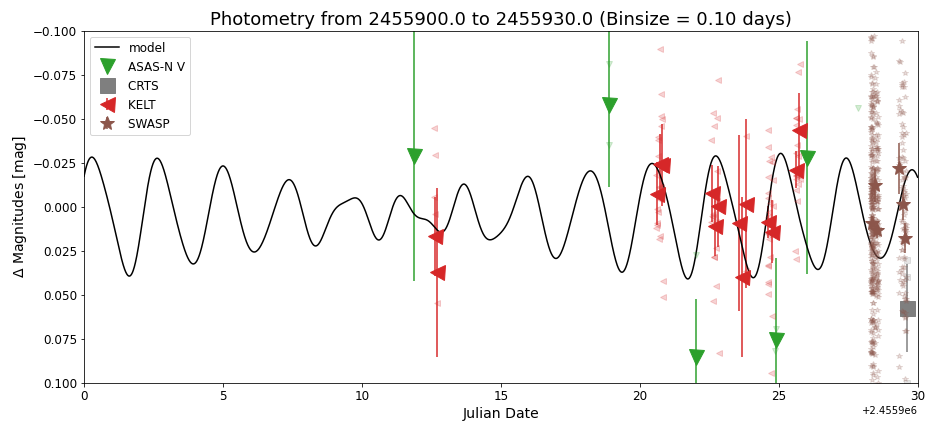 Photometry from 2455900.0 to 2455930.0 (Binsize = 0.10 days)
model
ASAS-N V
CRTS
KELT
SWASP
Δ Magnitudes [mag]
−0.100
−0.075
−0.050
−0.025
0.000
0.025
0.050
0.075
0.100
0
5
10
15
20
25
30
Julian Date
+2.4559e6